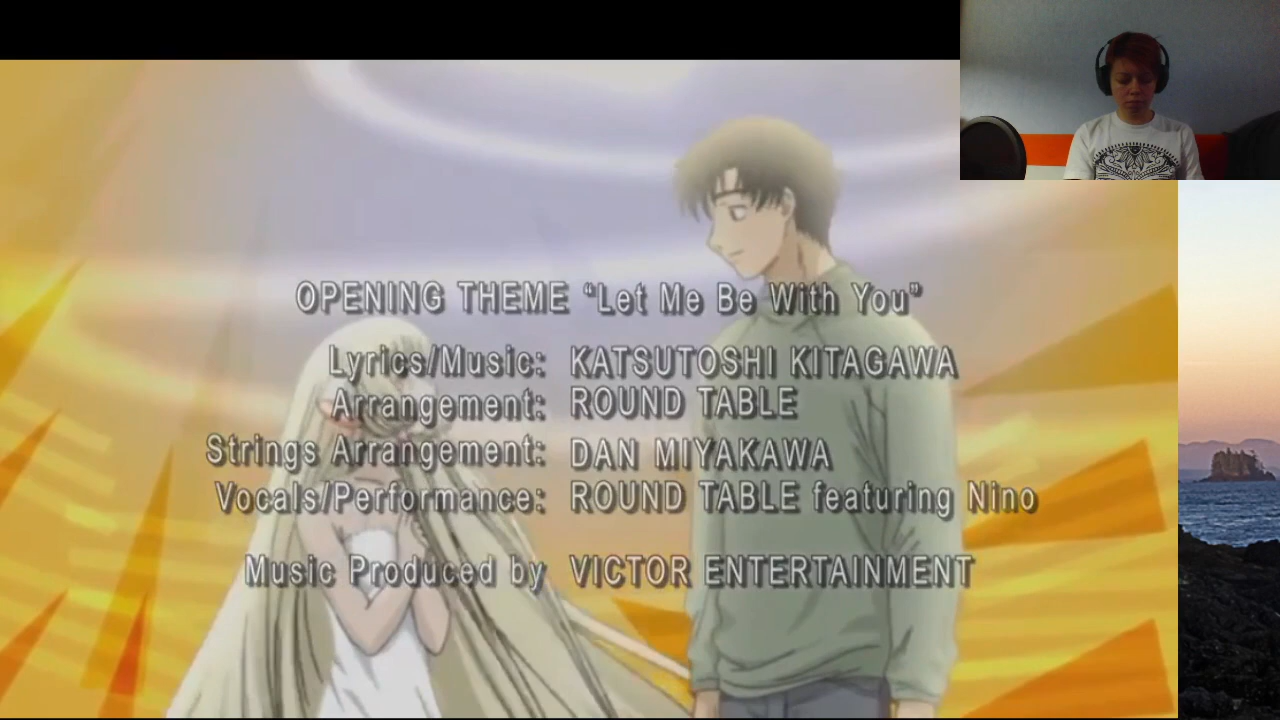 OPENING THEME “Let Me Be With You”
Lyrics/Music: KATSUTOSHI KITAGAWA
Arrangement: ROUND TABLE
Strings Arrangement: DAN MIYAKAWA
Vocals/Performance: ROUND TABLE featuring Nino
Music Produced by VICTOR ENTERTAINMENT